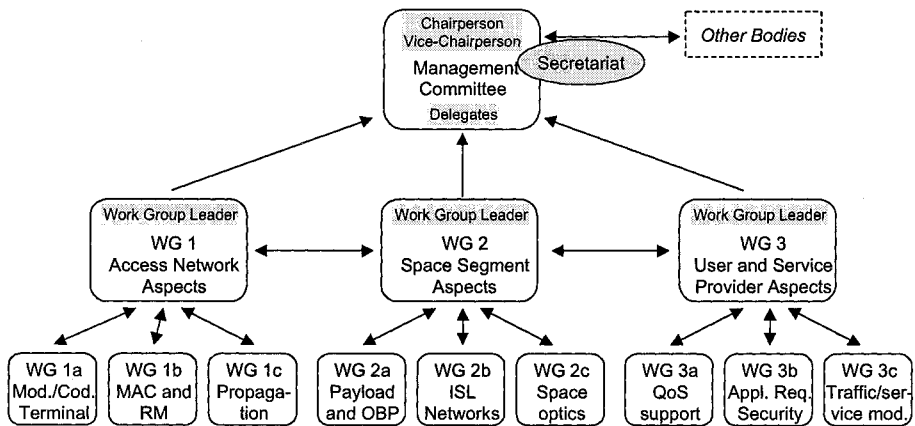 Chairperson
Vice-Chairperson
Other Bodies
Secretariat
Management
Committee
Delegates
Work Group Leader
WG 1
Access Network
Aspects
Work Group Leader
WG 2
Space Segment
Aspects
Work Group Leader
WG 3
User and Service
Provider Aspects
WG 1a
Mod./Cod.
Terminal
WG 1b
MAC and
RM
WG 1c
Propaga-
tion
WG 2a
Payload
and OBP
WG 2b
ISL
Networks
WG 2c
Space
optics
WG 3a
QoS
support
WG 3b
Appl. Req.
Security
WG 3c
Traffic/ser-
vice mod.